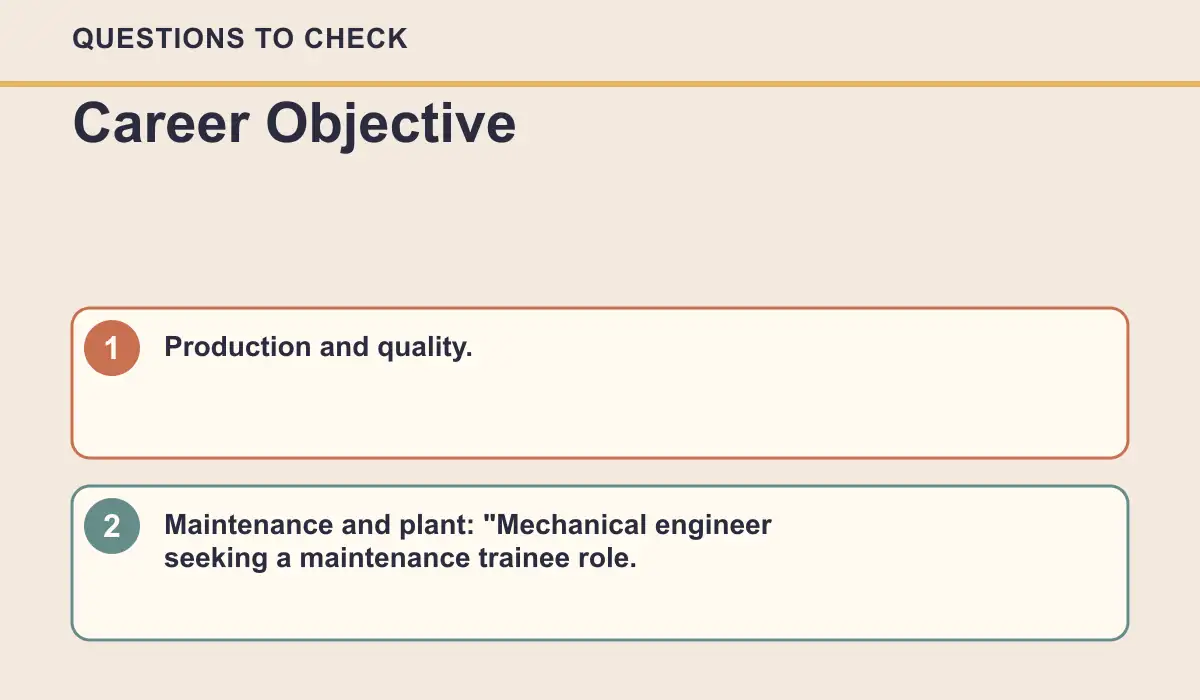 QUESTIONS TO CHECK
Career Objective
1
Production and quality.
2
Maintenance and plant: "Mechanical engineer
seeking a maintenance trainee role.